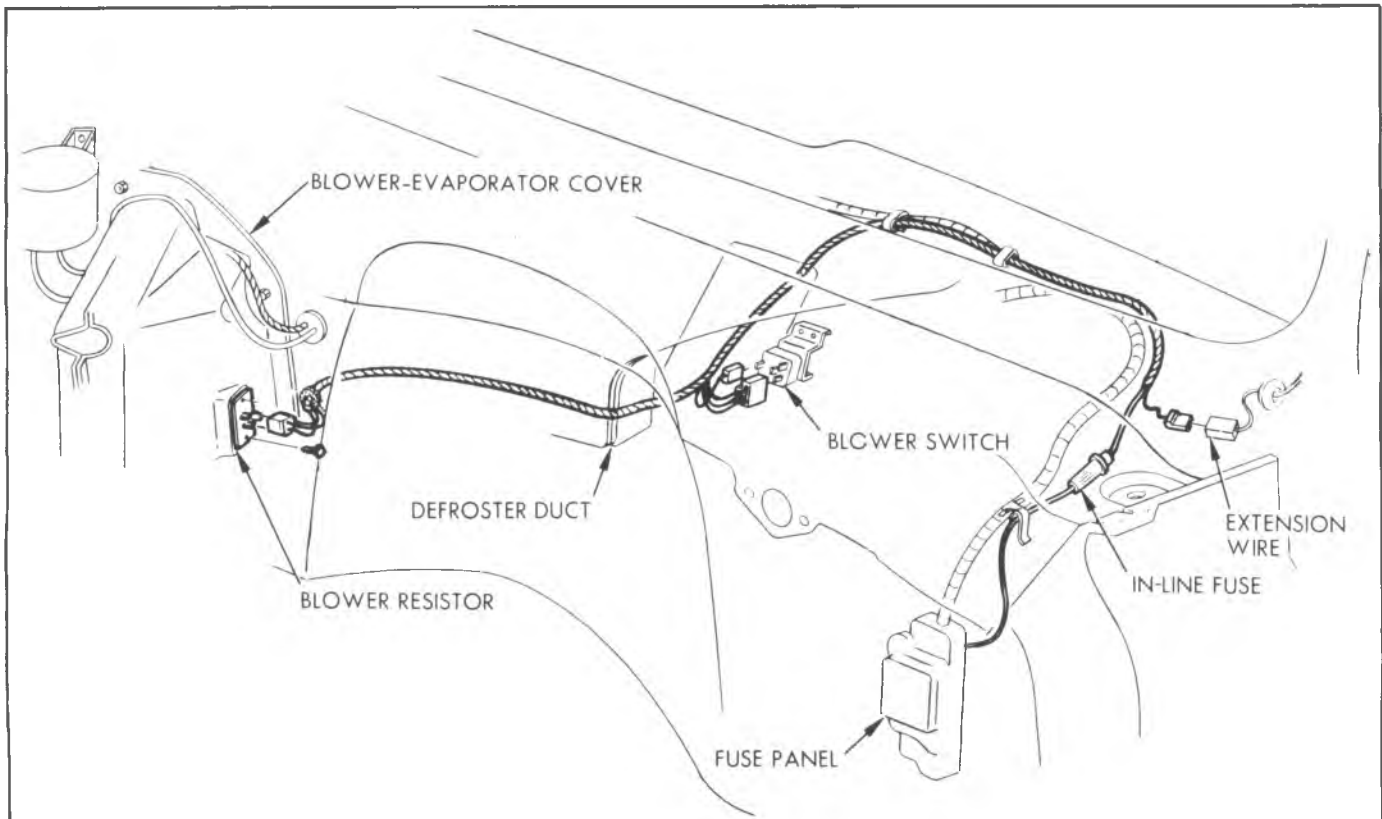 BLOWER-EVAPORATOR COVER
BLOWER SWITCH
DEFROSTER DUCT
EXTENSION
WIRE
IN-LINE FUSE
BLOWER RESISTOR
FUSE PANEL